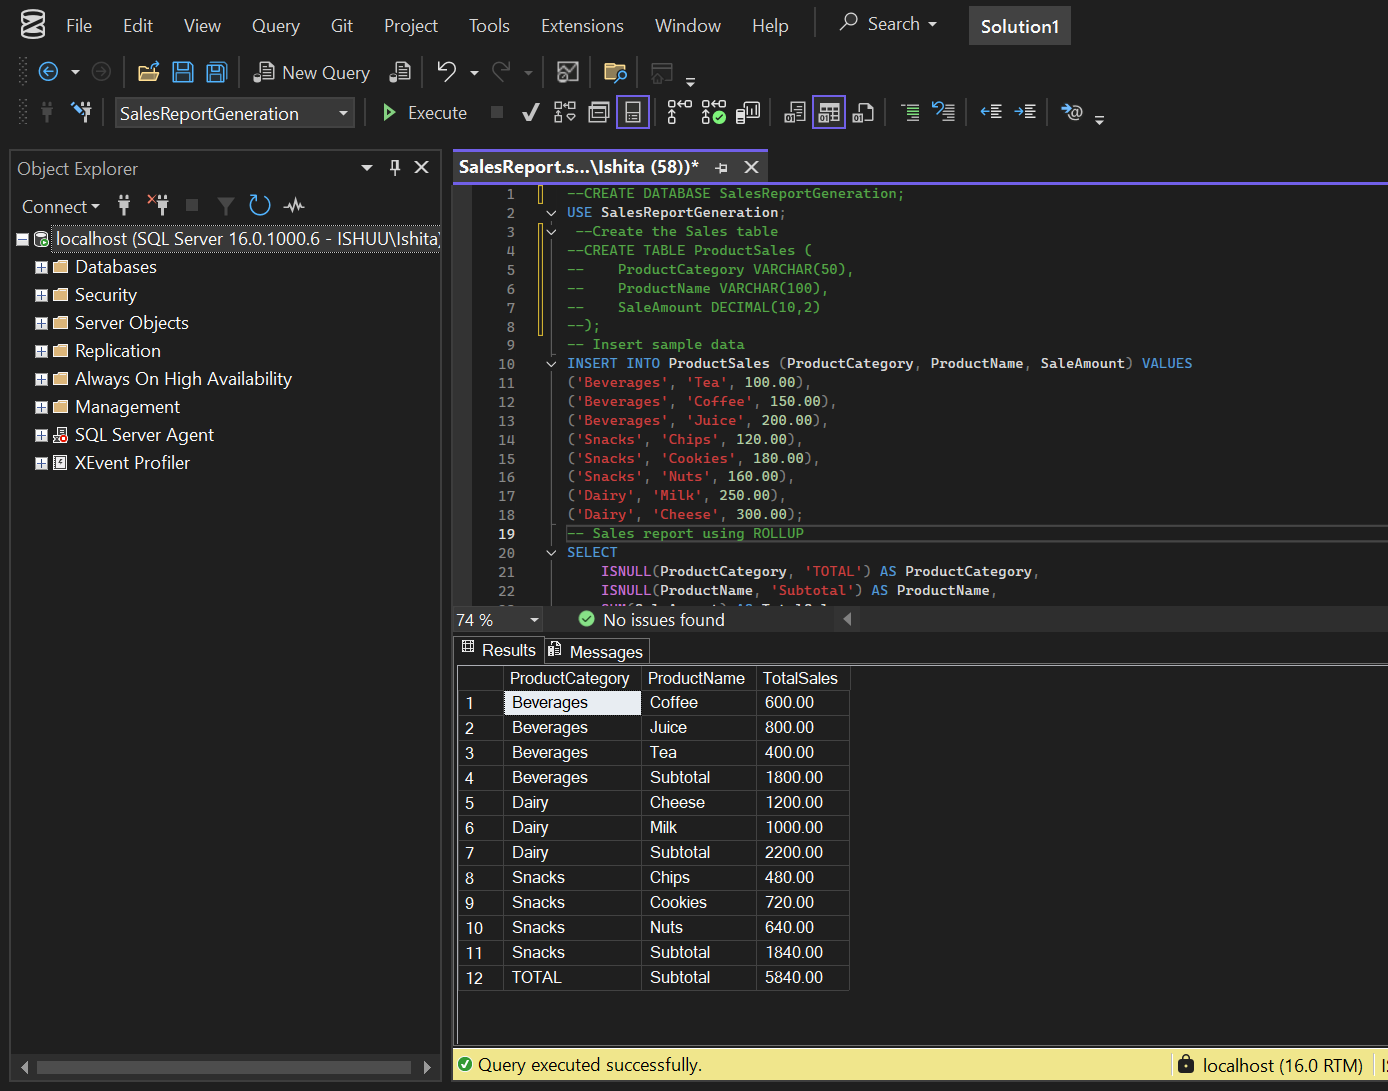 File Edit View Query Git Project Tools Extensions Window Help Search Solution1
New Query
SalesReportGeneration Execute
Object Explorer
Connect
localhost (SQL Server 16.0.1000.6 - ISHUU\Ishita)
Databases
Security
Server Objects
Replication
Always On High Availability
Management
SQL Server Agent
XEvent Profiler
SalesReport.s...\Ishita (58))*
1 --CREATE DATABASE SalesReportGeneration;
2 USE SalesReportGeneration;
3 --Create the Sales table
4 --CREATE TABLE ProductSales (
5 -- ProductCategory VARCHAR(50),
6 -- ProductName VARCHAR(100),
7 -- SaleAmount DECIMAL(10,2)
8 --);
9 -- Insert sample data
10 INSERT INTO ProductSales (ProductCategory, ProductName, SaleAmount) VALUES
11 ('Beverages', 'Tea', 100.00),
12 ('Beverages', 'Coffee', 150.00),
13 ('Beverages', 'Juice', 200.00),
14 ('Snacks', 'Chips', 120.00),
15 ('Snacks', 'Cookies', 180.00),
16 ('Snacks', 'Nuts', 160.00),
17 ('Dairy', 'Milk', 250.00),
18 ('Dairy', 'Cheese', 300.00);
19 -- Sales report using ROLLUP
20 SELECT
21 ISNULL(ProductCategory, 'TOTAL') AS ProductCategory,
22 ISNULL(ProductName, 'Subtotal') AS ProductName,
74 % No issues found
Results Messages
ProductCategory ProductName TotalSales
1 Beverages Coffee 600.00
2 Beverages Juice 800.00
3 Beverages Tea 400.00
4 Beverages Subtotal 1800.00
5 Dairy Cheese 1200.00
6 Dairy Milk 1000.00
7 Dairy Subtotal 2200.00
8 Snacks Chips 480.00
9 Snacks Cookies 720.00
10 Snacks Nuts 640.00
11 Snacks Subtotal 1840.00
12 TOTAL Subtotal 5840.00
Query executed successfully. localhost (16.0 RTM)